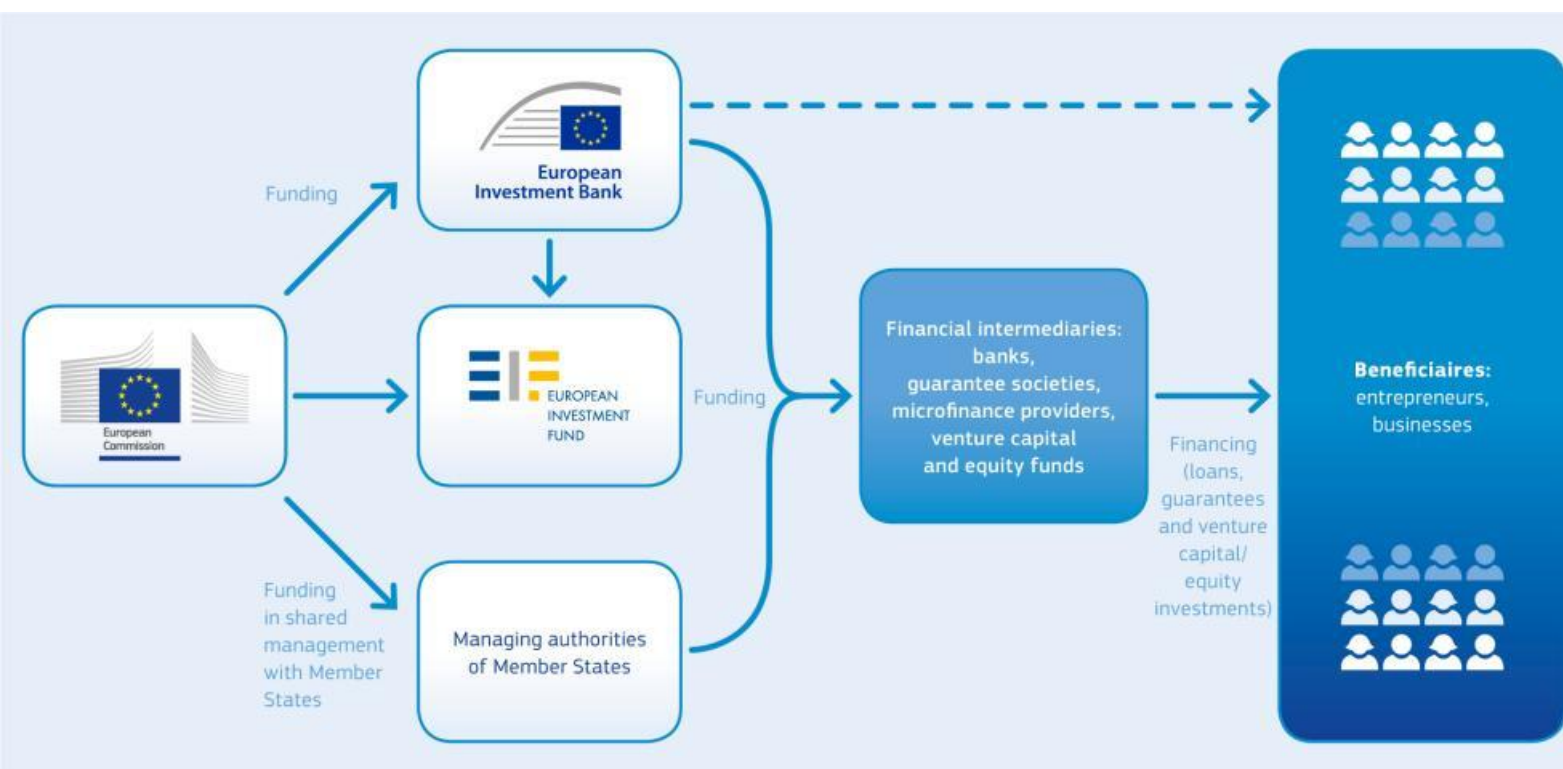 European
Investment Bank
Funding
European
Commission
EUROPEAN
INVESTMENT
FUND
Funding
Financial intermediaries:
banks,
guarantee societies,
microfinance providers,
venture capital
and equity funds
Beneficiaires:
entrepreneurs,
businesses
Financing
(loans,
guarantees
and venture
capital/
equity
investments)
Funding
in shared
management
with Member
States
Managing authorities
of Member States